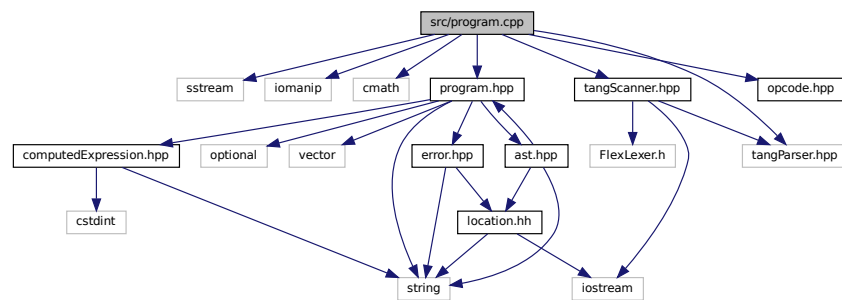 src/program.cpp
sstream
iomanip
cmath
program.hpp
tangScanner.hpp
opcode.hpp
computedExpression.hpp
optional
vector
error.hpp
ast.hpp
FlexLexer.h
tangParser.hpp
cstdint
location.hh
string
iostream